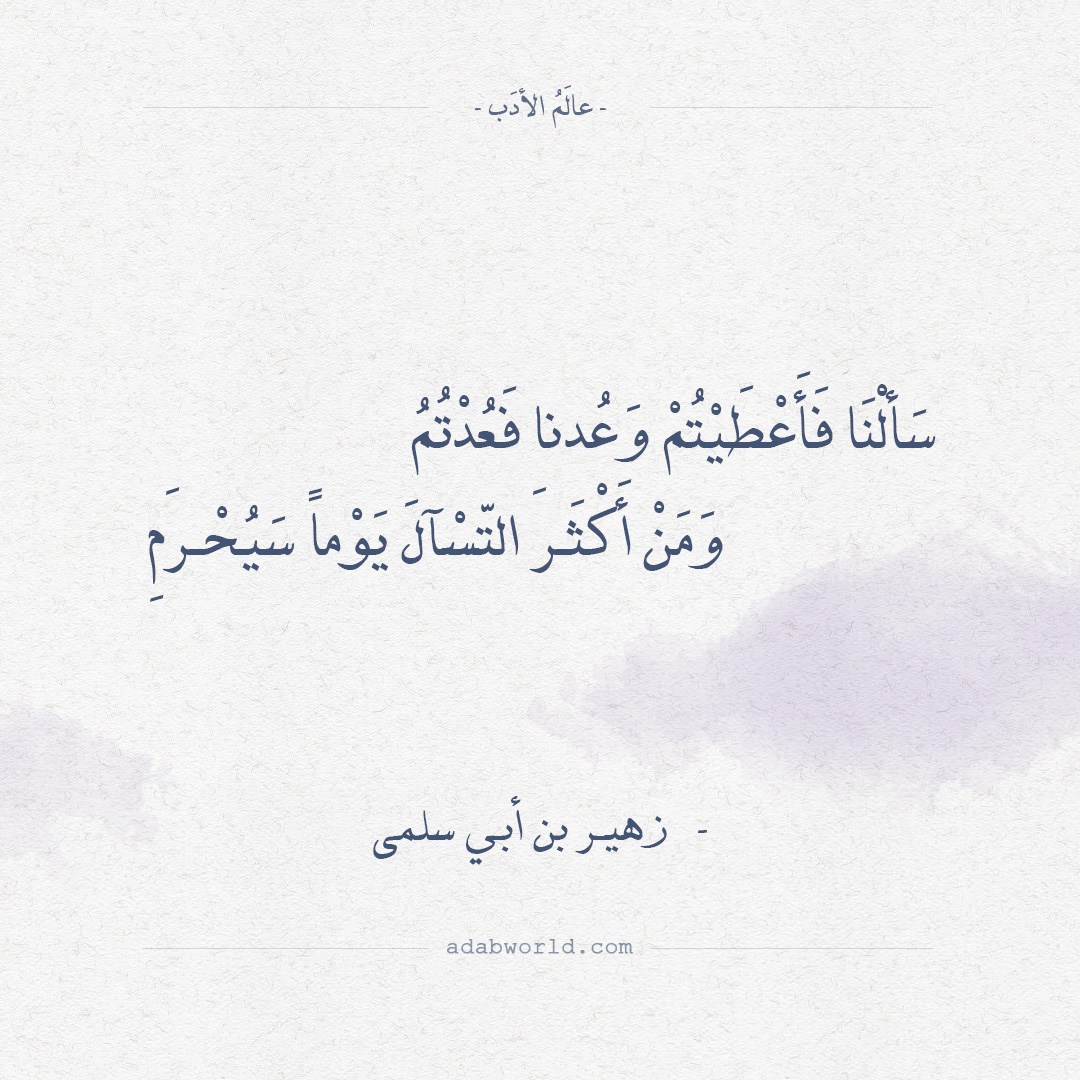 - عالَمُ الأدَب -
سَألْنَا فَأَعْطَيْتُمْ وَعُدنا فَعُدْتُمُ
وَمَنْ أَكْثَرَ التّسْآلَ يَوْماً سَيُحْرَمِ
- زهير بن أبي سلمى
adabworld.com